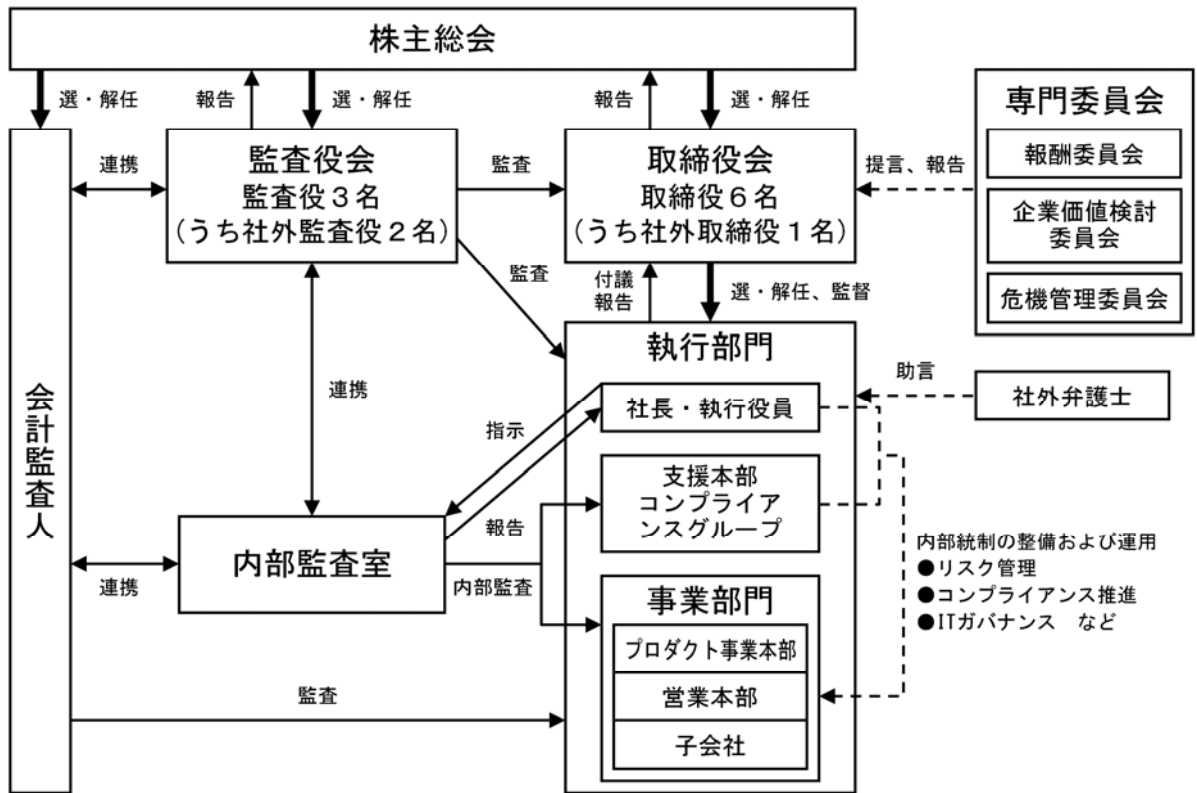 株主総会
選・解任
報告
選・解任
報告
選・解任
専門委員会
報酬委員会
企業価値検討
委員会
危機管理委員会
提言、報告
連携
監査役会
監査役3名
(うち社外監査役2名)
監査
取締役会
取締役6名
(うち社外取締役1名)
監査
付議
報告
選・解任、監督
執行部門
社長・執行役員
助言
社外弁護士
会計監査人
連携
指示
支援本部
コンプライア
ンスグループ
報告
内部監査室
連携
内部監査
内部統制の整備および運用
●リスク管理
●コンプライアンス推進
●ITガバナンス など
事業部門
プロダクト事業本部
営業本部
子会社
監査